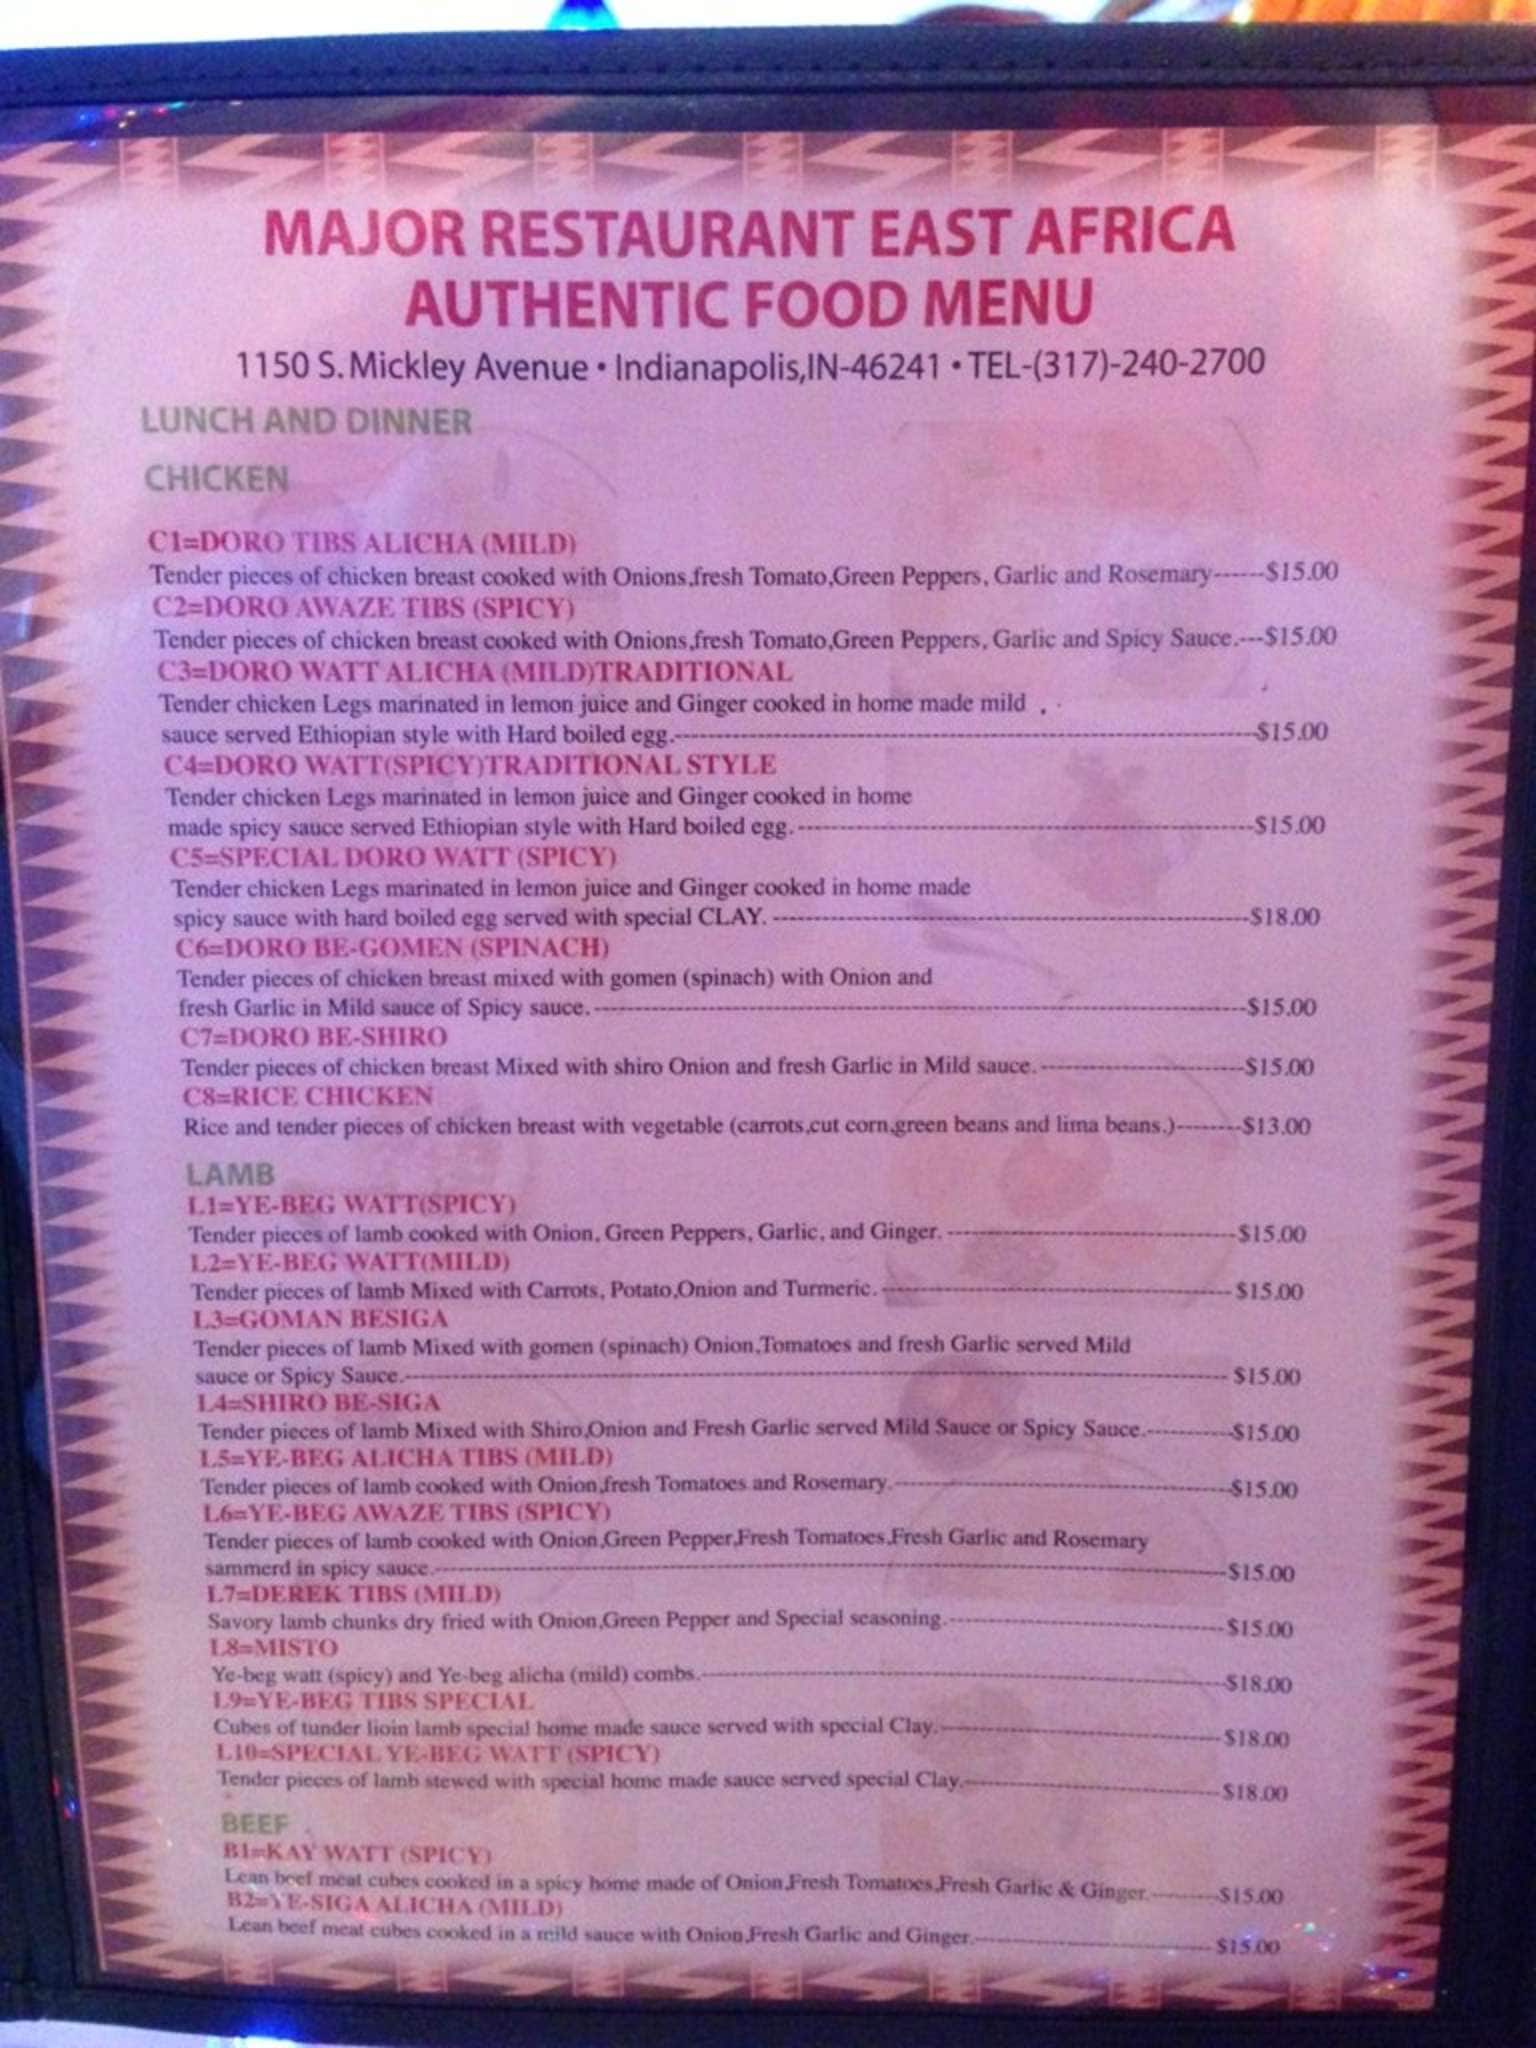 MAJOR RESTAURANT EAST AFRICA
AUTHENTIC FOOD MENU
1150 S. Mickley Avenue • Indianapolis,IN-46241 • TEL-(317)-240-2700
LUNCH AND DINNER
CHICKEN
C1=DORO TIBS ALICHA (MILD)
Tender pieces of chicken breast cooked with Onions,fresh Tomato,Green Peppers, Garlic and Rosemary------$15.00
C2=DORO AWAZE TIBS (SPICY)
Tender pieces of chicken breast cooked with Onions,fresh Tomato,Green Peppers, Garlic and Spicy Sauce.---$15.00
C3=DORO WATT ALICHA (MILD)TRADITIONAL
Tender chicken Legs marinated in lemon juice and Ginger cooked in home made mild
sauce served Ethiopian style with Hard boiled egg.------$15.00
C4=DORO WATT(SPICY)TRADITIONAL STYLE
Tender chicken Legs marinated in lemon juice and Ginger cooked in home
made spicy sauce served Ethiopian style with Hard boiled egg.------$15.00
C5=SPECIAL DORO WATT (SPICY)
Tender chicken Legs marinated in lemon juice and Ginger cooked in home made
spicy sauce with hard boiled egg served with special CLAY. ------$18.00
C6=DORO BE-GOMEN (SPINACH)
Tender pieces of chicken breast mixed with gomen (spinach) with Onion and
fresh Garlic in Mild sauce of Spicy sauce.------$15.00
C7=DORO BE-SHIRO
Tender pieces of chicken breast Mixed with shiro Onion and fresh Garlic in Mild sauce.------$15.00
C8=RICE CHICKEN
Rice and tender pieces of chicken breast with vegetable (carrots,cut corn,green beans and lima beans.)------$13.00
LAMB
L1=YE-BEG WATT(SPICY)
Tender pieces of lamb cooked with Onion, Green Peppers, Garlic, and Ginger. ------$15.00
L2=YE-BEG WATT(MILD)
Tender pieces of lamb Mixed with Carrots, Potato,Onion and Turmeric.------ $15.00
L3=GOMAN BESIGA
Tender pieces of lamb Mixed with gomen (spinach) Onion,Tomatoes and fresh Garlic served Mild
sauce or Spicy Sauce.------ $15.00
L4=SHIRO BE-SIGA
Tender pieces of lamb Mixed with Shiro,Onion and Fresh Garlic served Mild Sauce or Spicy Sauce.------$15.00
L5=YE-BEG ALICHA TIBS (MILD)
Tender pieces of lamb cooked with Onion,fresh Tomatoes and Rosemary.------$15.00
L6=YE-BEG AWAZE TIBS (SPICY)
Tender pieces of lamb cooked with Onion,Green Pepper,Fresh Tomatoes,Fresh Garlic and Rosemary
sammerd in spicy sauce.------$15.00
L7=DEREK TIBS (MILD)
Savory lamb chunks dry fried with Onion,Green Pepper and Special seasoning.------$15.00
L8=MISTO
Ye-beg watt (spicy) and Ye-beg alicha (mild) combs.------$18.00
L9=YE-BEG TIBS SPECIAL
Cubes of tunder lioin lamb special home made sauce served with special Clay.------$18.00
L10=SPECIAL YE-BEG WATT (SPICY)
Tender pieces of lamb stewed with special home made sauce served special Clay.------$18.00
BEEF
B1=KAY WATT (SPICY)
Lean beef meat cubes cooked in a spicy home made of Onion,Fresh Tomatoes,Fresh Garlic & Ginger.------$15.00
B2=YE-SIGA ALICHA (MILD)
Lean beef meat cubes cooked in a mild sauce with Onion,Fresh Garlic and Ginger.------$15.00